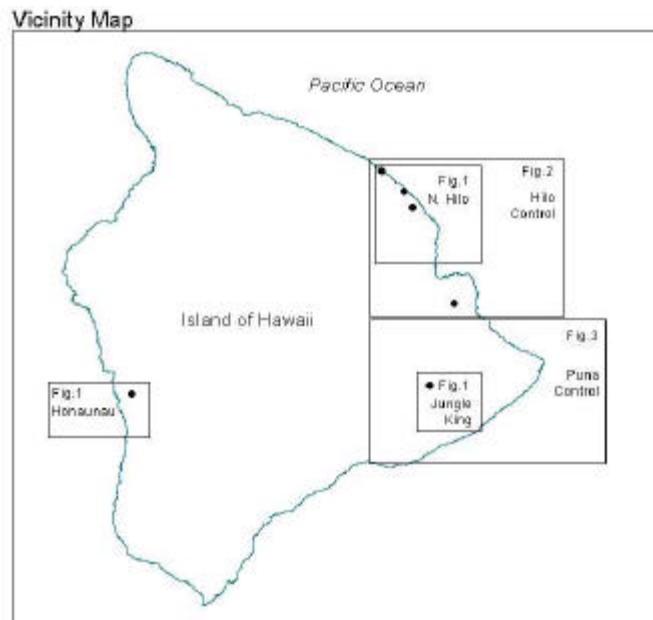 Vicinity Map
Pacific Ocean
Fig.2
Hilo
Control
Fig.1
N. Hilo
Island of Hawaii
Fig.3
Puna
Control
Fig.1
Jungle
King
Fig.1
Honaunau